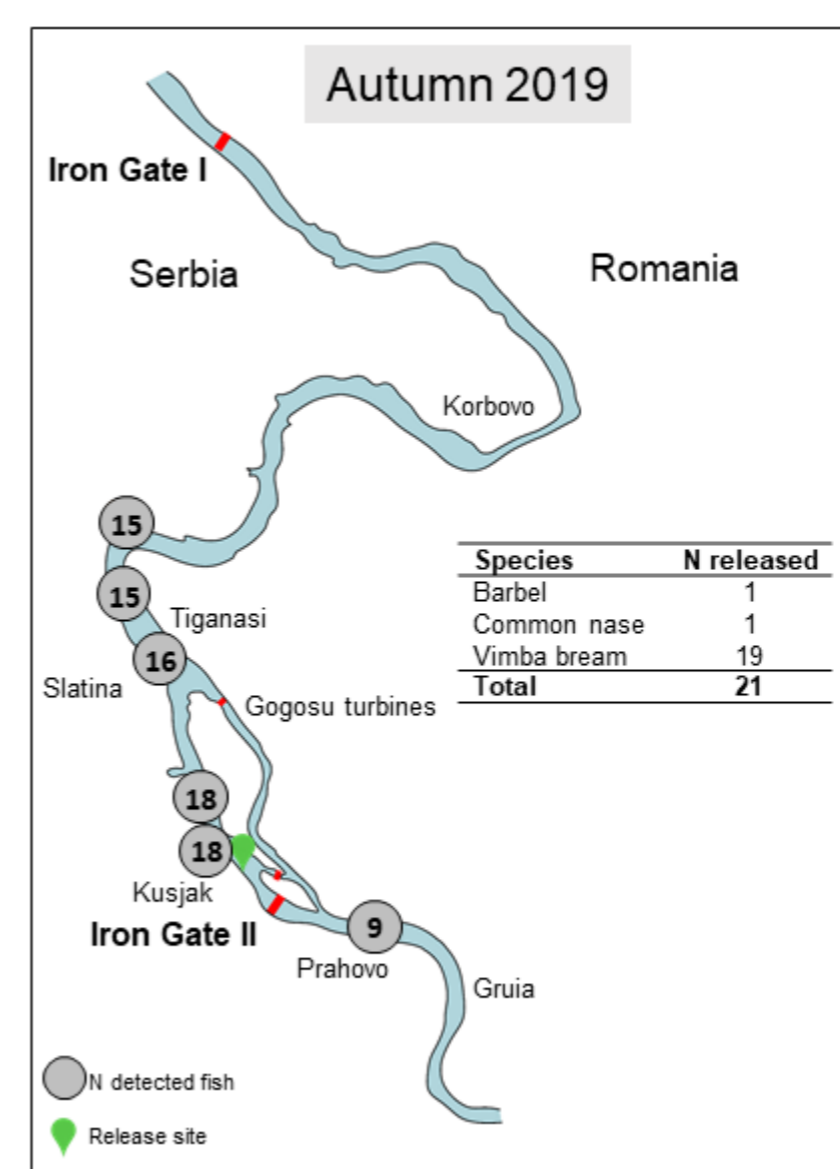 Autumn 2019
Iron Gate I
Serbia
Romania
Korbovo
15
15
Tiganasi
16
Slatina
Gogosu turbines
Species N released
Barbel 1
Common nase 1
Vimba bream 19
Total 21
18
18
Kusjak
Iron Gate II
9
Prahovo
Gruia
N detected fish
Release site